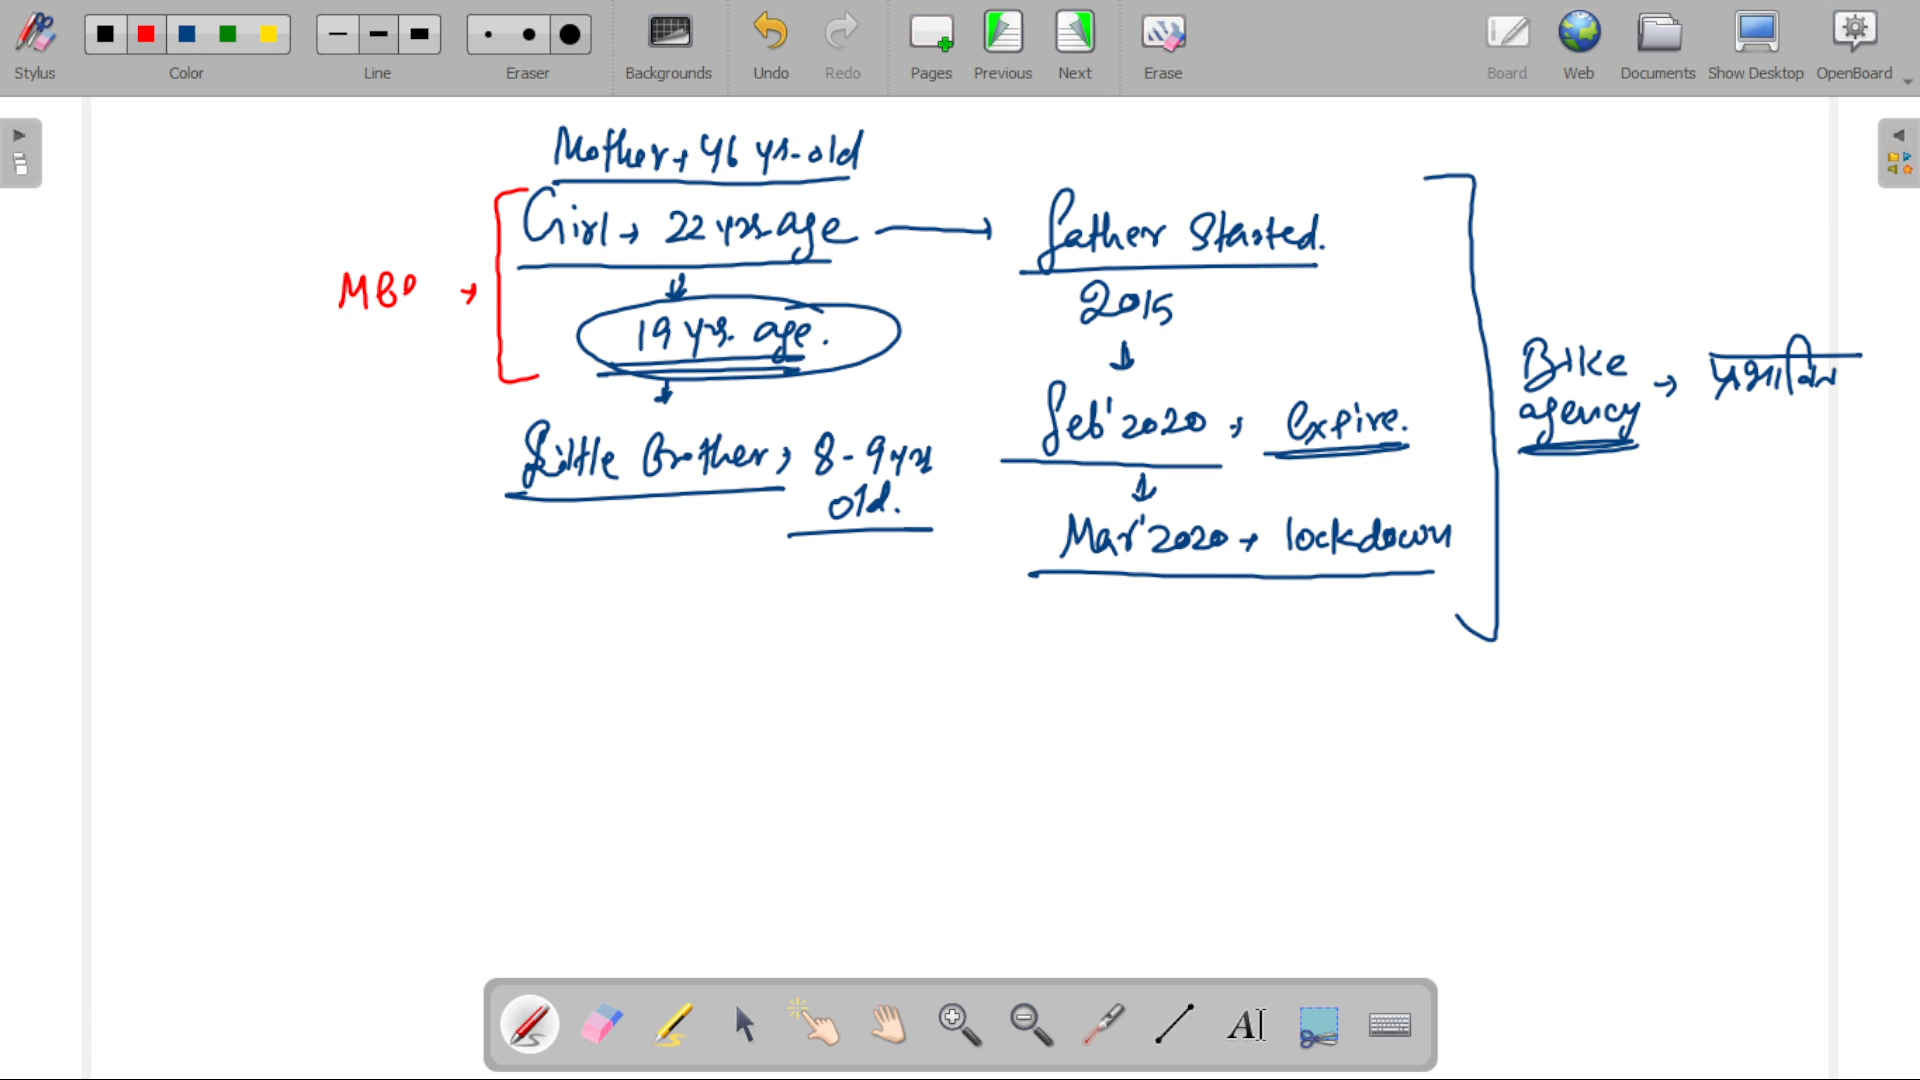 Stylus
Color
Line
Eraser
Backgrounds
Undo
Redo
Pages
Previous
Next
Erase
Board
Web
Documents
Show Desktop
OpenBoard
Mother → 46 yrs-old
Girl → 22 yrs age → Father Started.
2015
MBD →
19 yrs. age.
Little Brother → 8-9 yrs
old.
Feb' 2020 → Expire.
Mar' 2020 → lockdown
Bike →
agency
AI